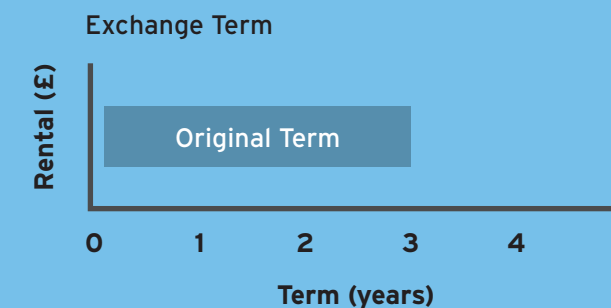 Exchange Term
Rental (£)
Original Term
0 1 2 3 4
Term (years)